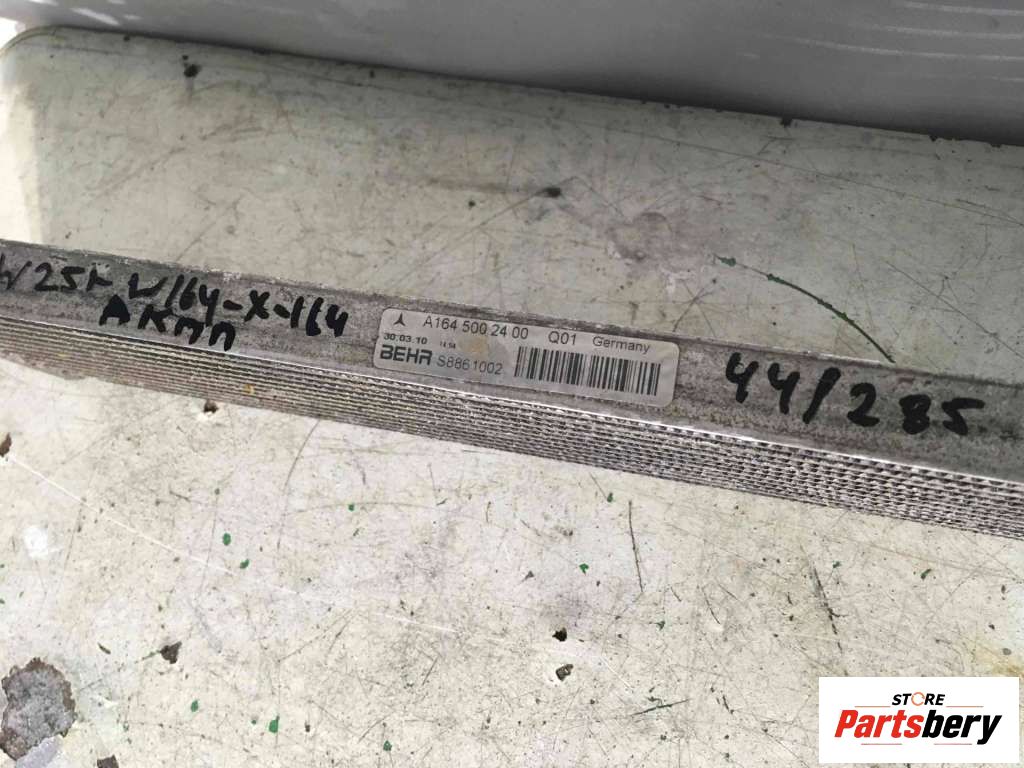 W251 W164-X-164
АКПП
A164 500 24 00 Q01 Germany
30.03.10 14:54
BEHR S8861002
44/285
STORE
Partsbery